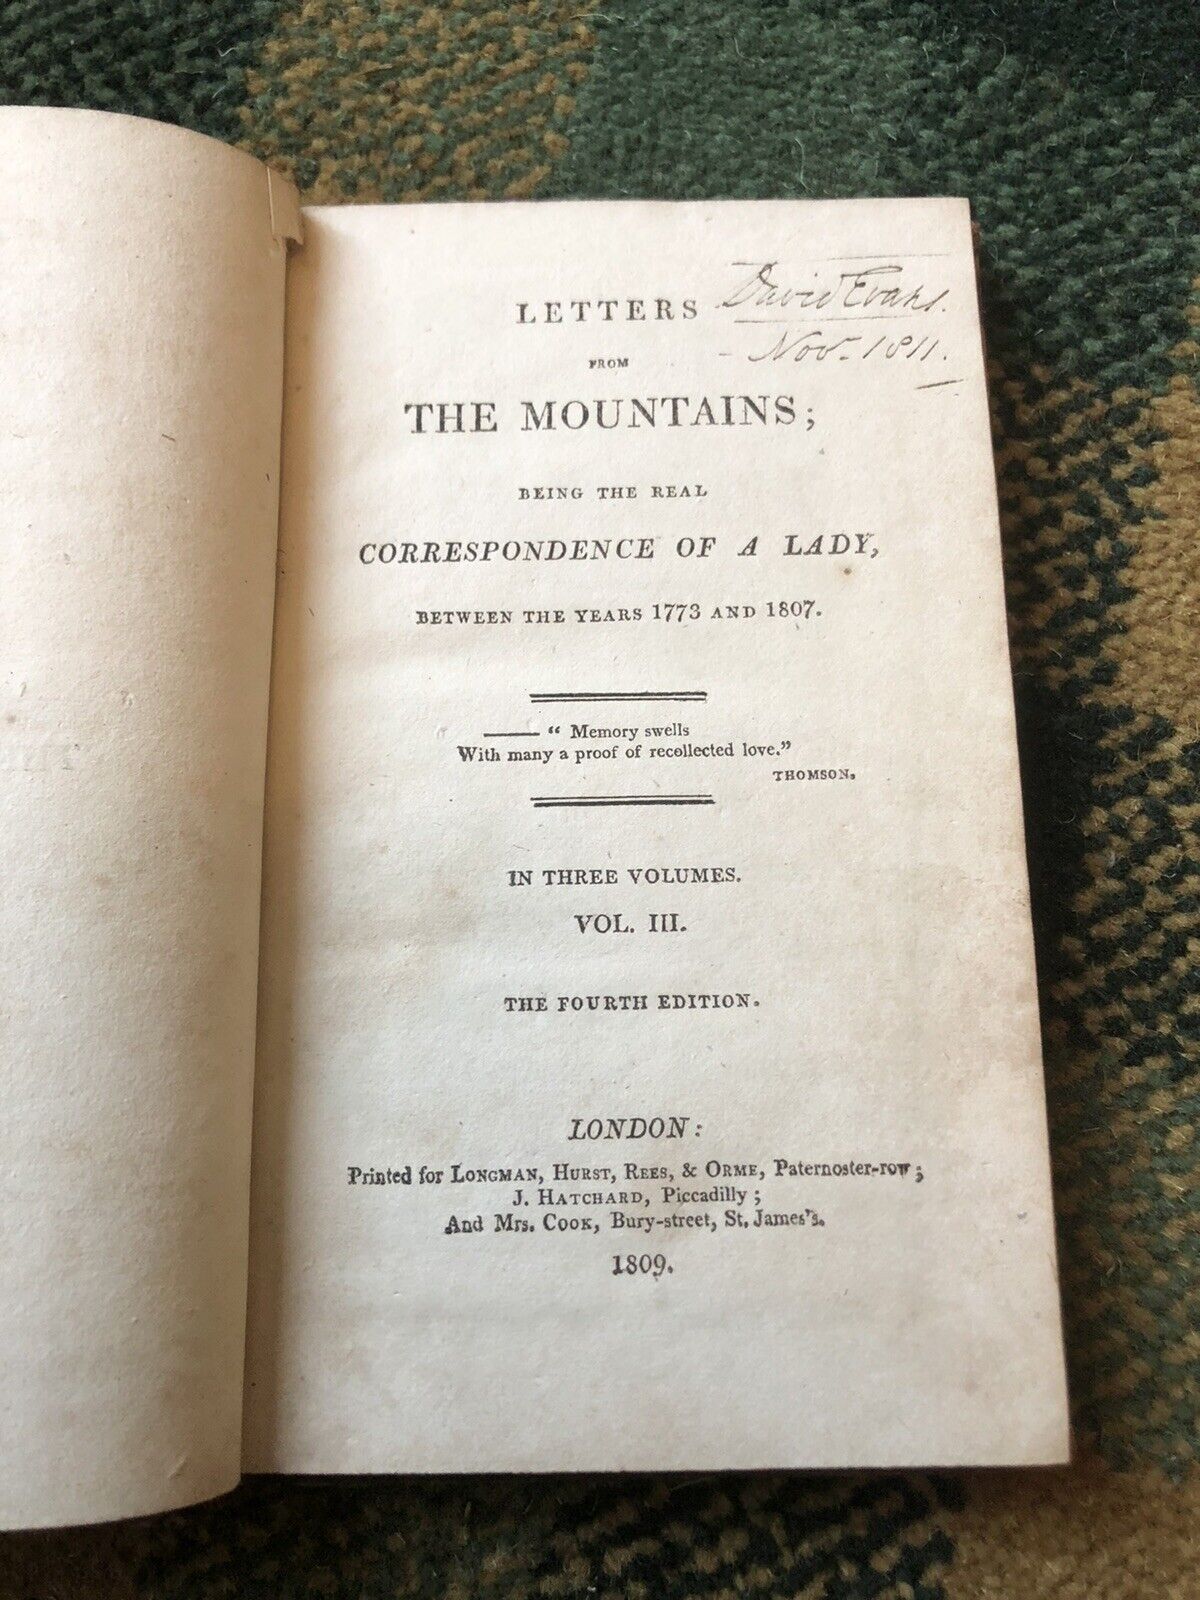 David Evans.
Nov. 1811.
LETTERS
FROM
THE MOUNTAINS;
BEING THE REAL
CORRESPONDENCE OF A LADY,
BETWEEN THE YEARS 1773 AND 1807.
—— “ Memory swells
With many a proof of recollected love.”
THOMSON.
IN THREE VOLUMES.
VOL. III.
THE FOURTH EDITION.
LONDON:
Printed for LONGMAN, HURST, REES, & ORME, Paternoster-row;
J. HATCHARD, Piccadilly;
And Mrs. COOK, Bury-street, St. James's.
1809.